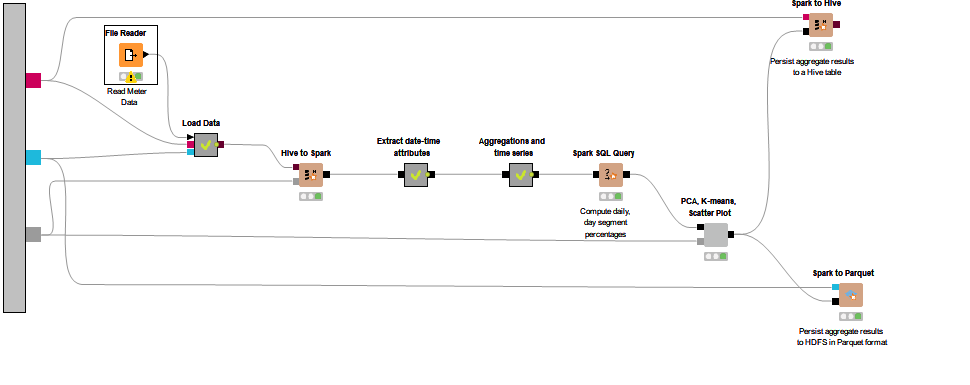 Spark to Hive
File Reader
Persist aggregate results
to a Hive table
Read Meter
Data
Load Data
Hive to Spark
Extract date-time
attributes
Aggregations and
time series
Spark SQL Query
Compute daily,
day segment
percentages
PCA, K-means,
Scatter Plot
Spark to Parquet
Persist aggregate results
to HDFS in Parquet format